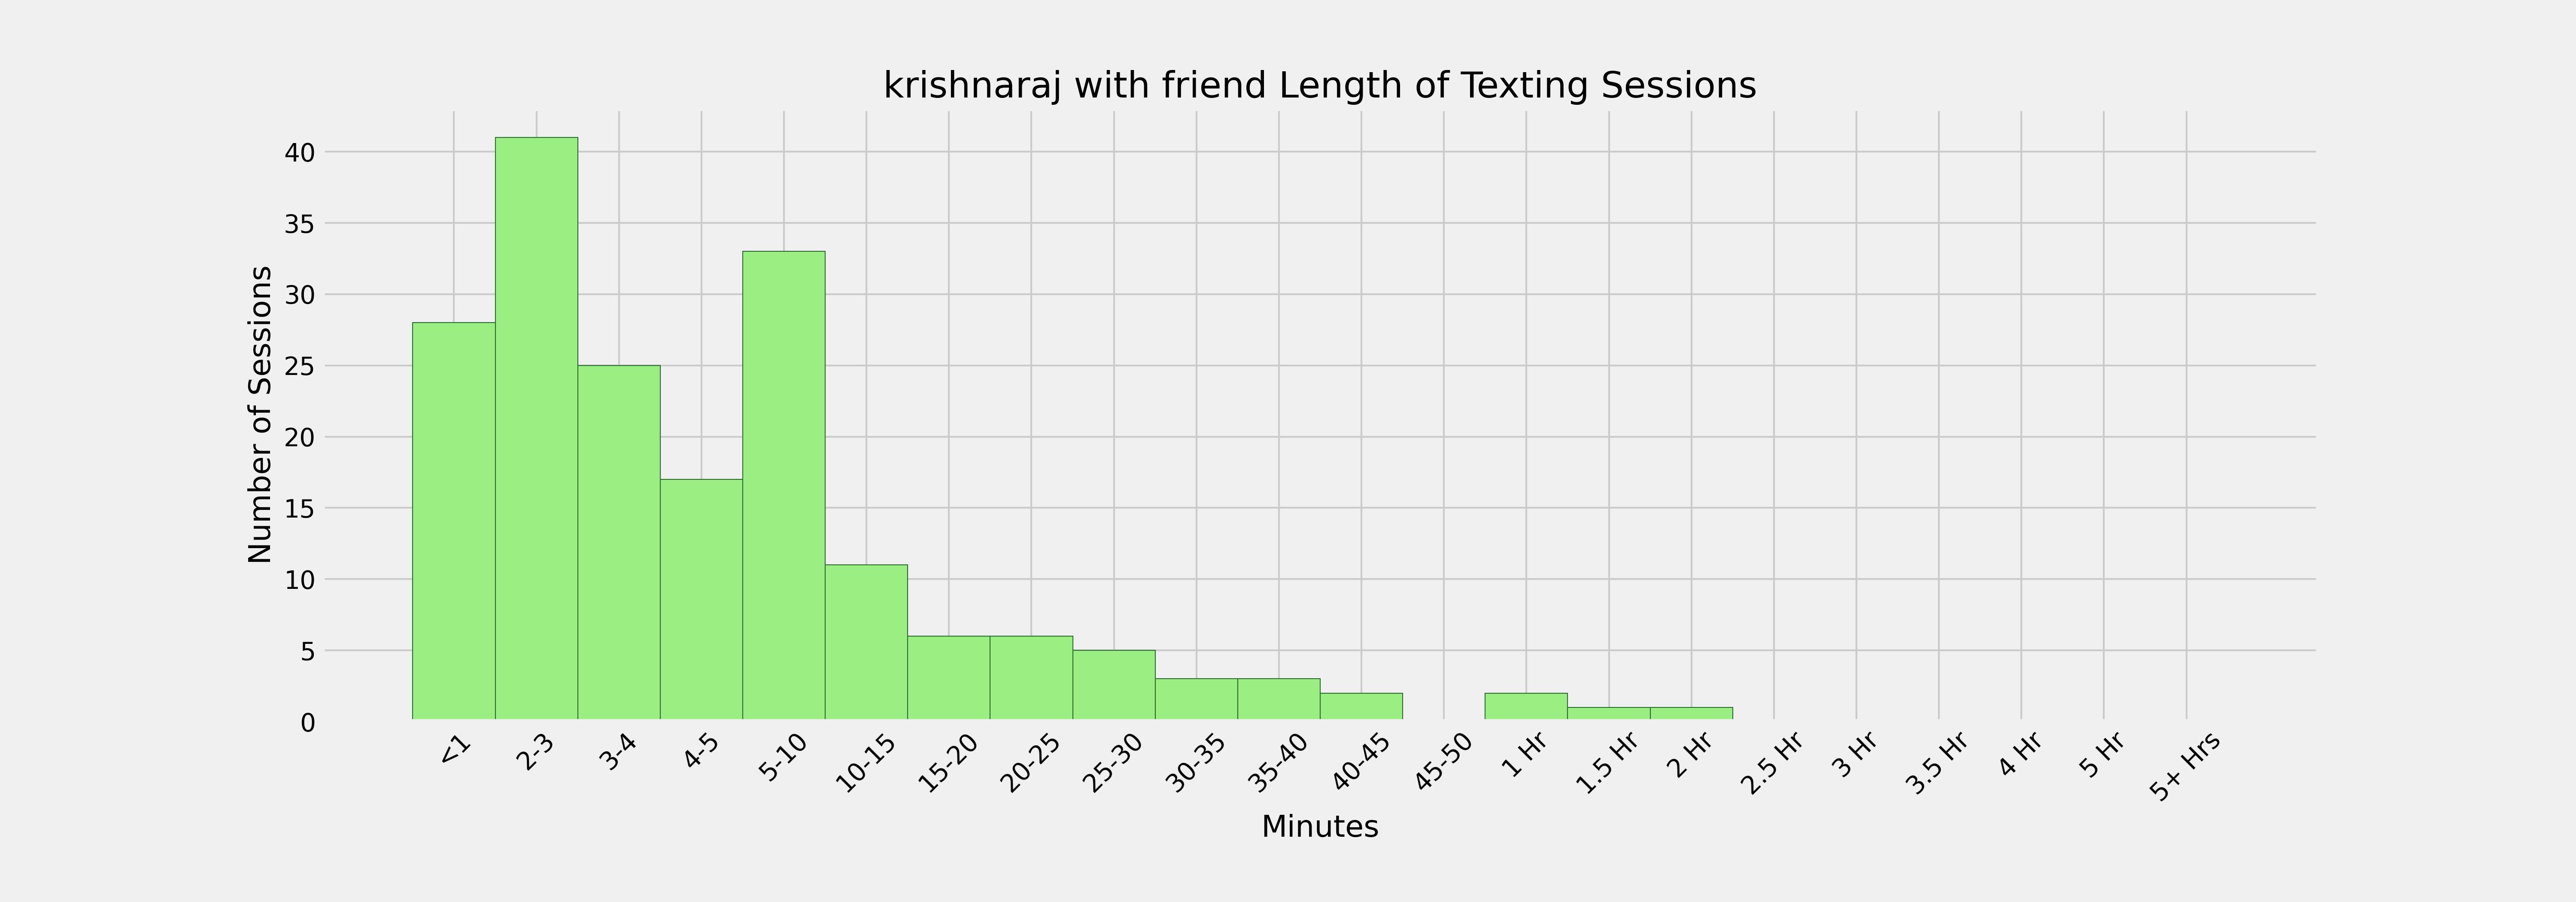 krishnaraj with friend Length of Texting Sessions
Number of Sessions
40
35
30
25
20
15
10
5
0
<1
2-3
3-4
4-5
5-10
10-15
15-20
20-25
25-30
30-35
35-40
40-45
45-50
1 Hr
1.5 Hr
2 Hr
2.5 Hr
3 Hr
3.5 Hr
4 Hr
5 Hr
5+ Hrs
Minutes